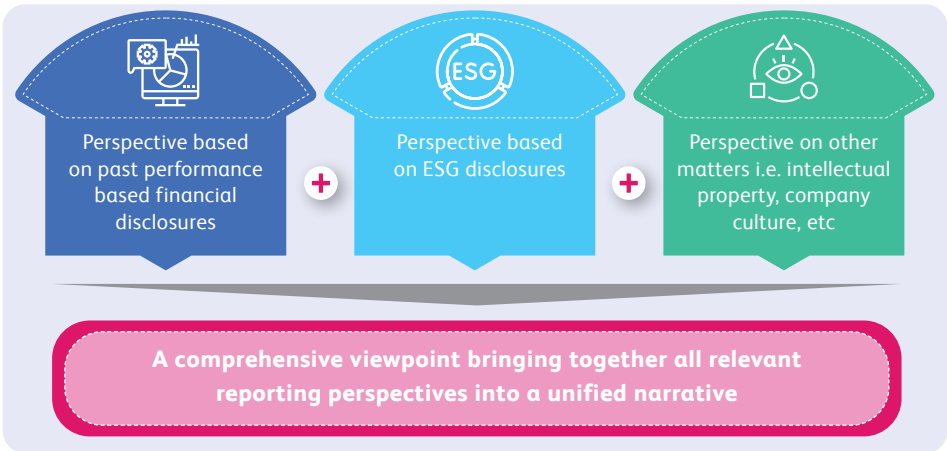 ESG
Perspective based
on past performance
based financial
disclosures
+
Perspective based
on ESG disclosures
+
Perspective on other
matters i.e. intellectual
property, company
culture, etc
A comprehensive viewpoint bringing together all relevant
reporting perspectives into a unified narrative